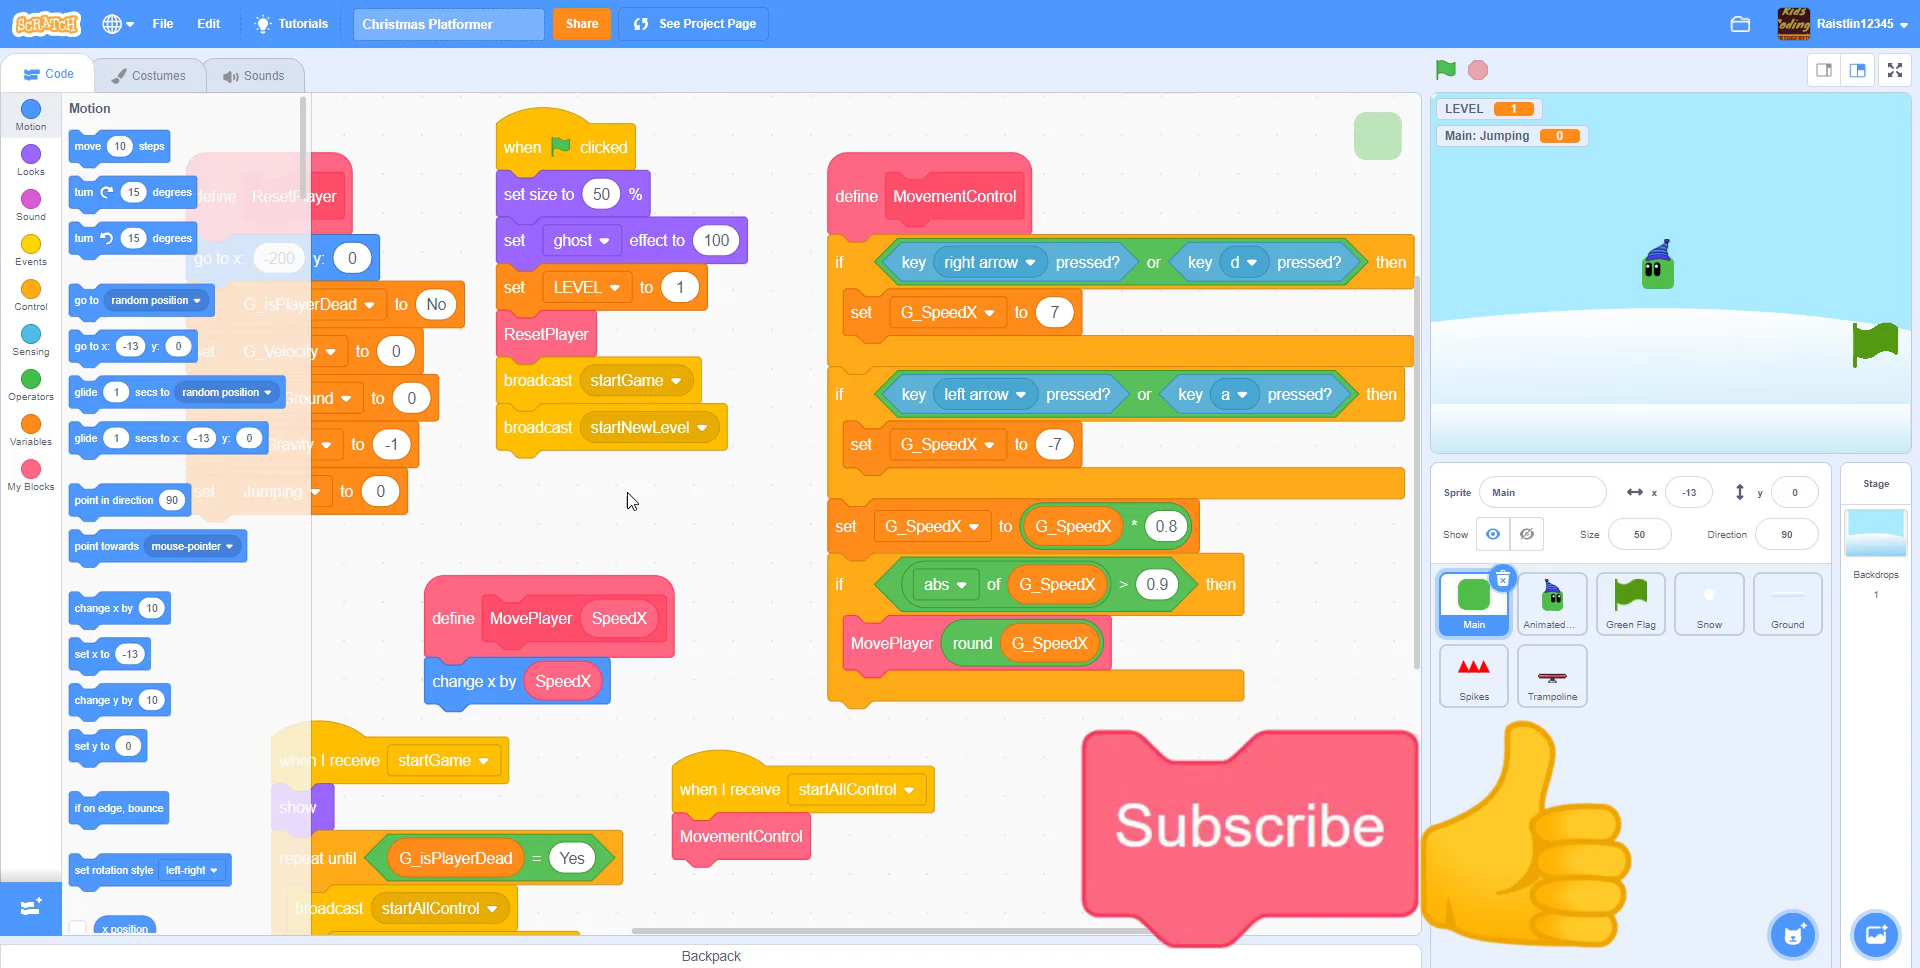 SCRATCH
File
Edit
Tutorials
Christmas Platformer
Share
See Project Page
Raistlin12345
Code
Costumes
Sounds
Motion
Looks
Sound
Events
Control
Sensing
Operators
Variables
My Blocks
Motion
move 10 steps
turn 15 degrees
turn 15 degrees
go to random position
go to x: -13 y: 0
glide 1 secs to random position
glide 1 secs to x: -13 y: 0
point in direction 90
point towards mouse-pointer
change x by 10
set x to -13
change y by 10
set y to 0
if on edge, bounce
set rotation style left-right
x position
define ResetPlayer
go to x: -200 y: 0
G_isPlayerDead to No
set G_Velocity to 0
to 0
to -1
set Jumping to 0
when clicked
set size to 50 %
set ghost effect to 100
set LEVEL to 1
ResetPlayer
broadcast startGame
broadcast startNewLevel
define MovePlayer SpeedX
change x by SpeedX
when I receive startGame
show
repeat until G_isPlayerDead = Yes
broadcast startAllControl
when I receive startAllControl
MovementControl
define MovementControl
if key right arrow pressed? or key d pressed? then
set G_SpeedX to 7
if key left arrow pressed? or key a pressed? then
set G_SpeedX to -7
set G_SpeedX to G_SpeedX * 0.8
if abs of G_SpeedX > 0.9 then
MovePlayer round G_SpeedX
Subscribe
Backpack
LEVEL 1
Main: Jumping 0
Sprite Main x -13 y 0
Show Size 50 Direction 90
Main
Animated...
Green Flag
Snow
Ground
Spikes
Trampoline
Stage
Backdrops
1